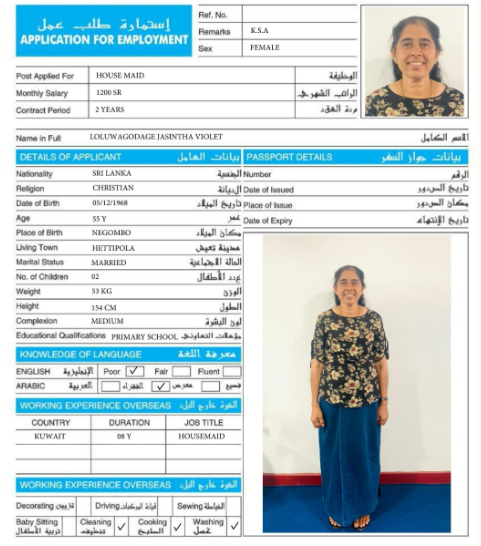 إستمارة طلب عمل
APPLICATION FOR EMPLOYMENT
Ref. No.
Remarks K.S.A
Sex FEMALE
Post Applied For HOUSE MAID الوظيفة
Monthly Salary 1200 SR الراتب الشهري
Contract Period 2 YEARS مدة العقد
Name in Full LOLUWAGODAGE JASINTHA VIOLET الاسم الكامل
DETAILS OF APPLICANT بيانات العامل
Nationality SRI LANKA الجنسية
Religion CHRISTIAN الديانة
Date of Birth 05/12/1968 تاريخ الميلاد
Age 55 Y عمر
Place of Birth NEGOMBO مكان الميلاد
Living Town HETTIPOLA مدينة تعيش
Marital Status MARRIED الحالة الاجتماعية
No. of Children 02 عدد الأطفال
Weight 53 KG الوزن
Height 154 CM الطول
Complexion MEDIUM لون البشرة
Educational Qualifications PRIMARY SCHOOL
PASSPORT DETAILS بيانات جواز السفر
Number الرقم
Date of Issued تاريخ الصدور
Place of Issue مكان الصدور
Date of Expiry تاريخ الإنتهاء
KNOWLEDGE OF LANGUAGE معرفة اللغة
ENGLISH الإنجليزية Poor ✓ Fair Fluent
ARABIC العربية ✓ فصيح
WORKING EXPERIENCE OVERSEAS الخبرة خارج البلد
COUNTRY DURATION JOB TITLE
KUWAIT 08 Y HOUSEMAID
WORKING EXPERIENCE OVERSEAS الخبرة خارج البلد
Decorating Driving قيادة المركبات Sewing الخياطة
Baby Sitting تربية الأطفال Cleaning تنظيف ✓ Cooking الطبخ ✓ Washing غسل ✓